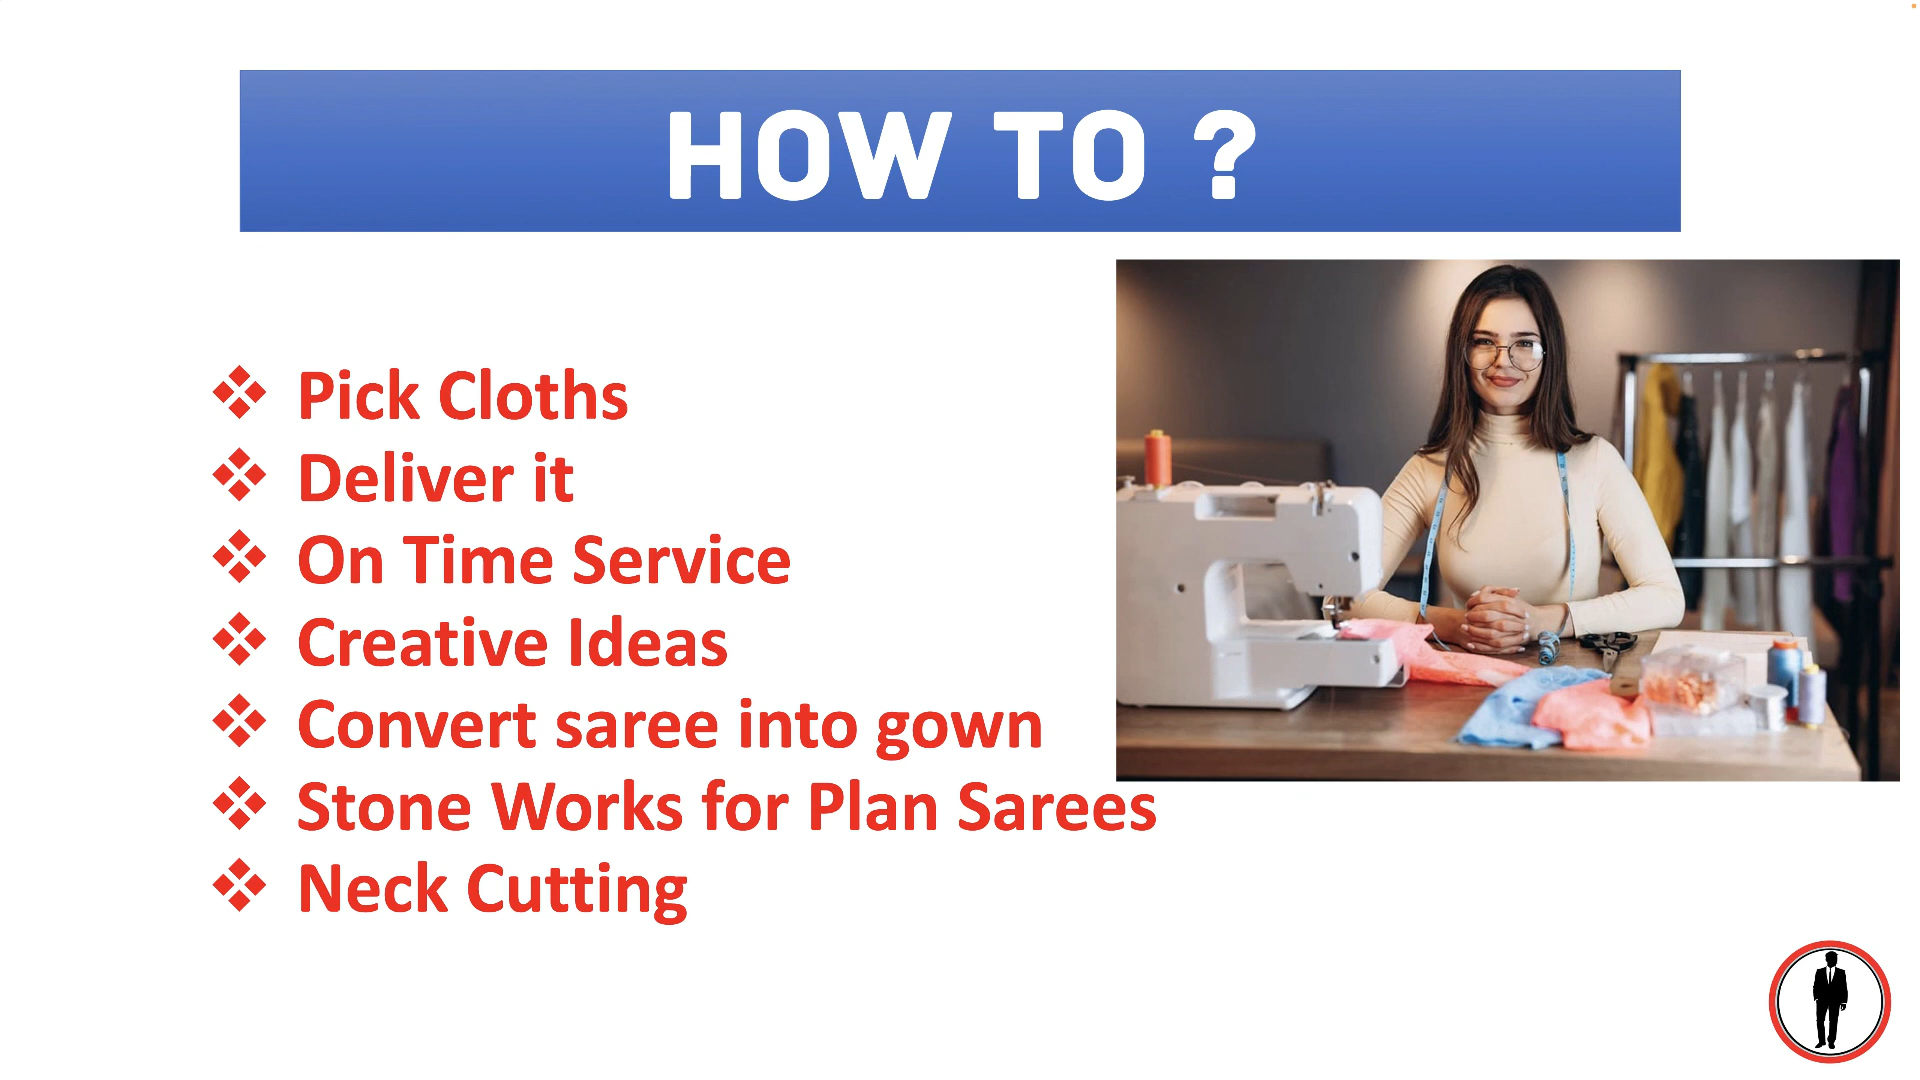 HOW TO ?
Pick Cloths
Deliver it
On Time Service
Creative Ideas
Convert saree into gown
Stone Works for Plan Sarees
Neck Cutting